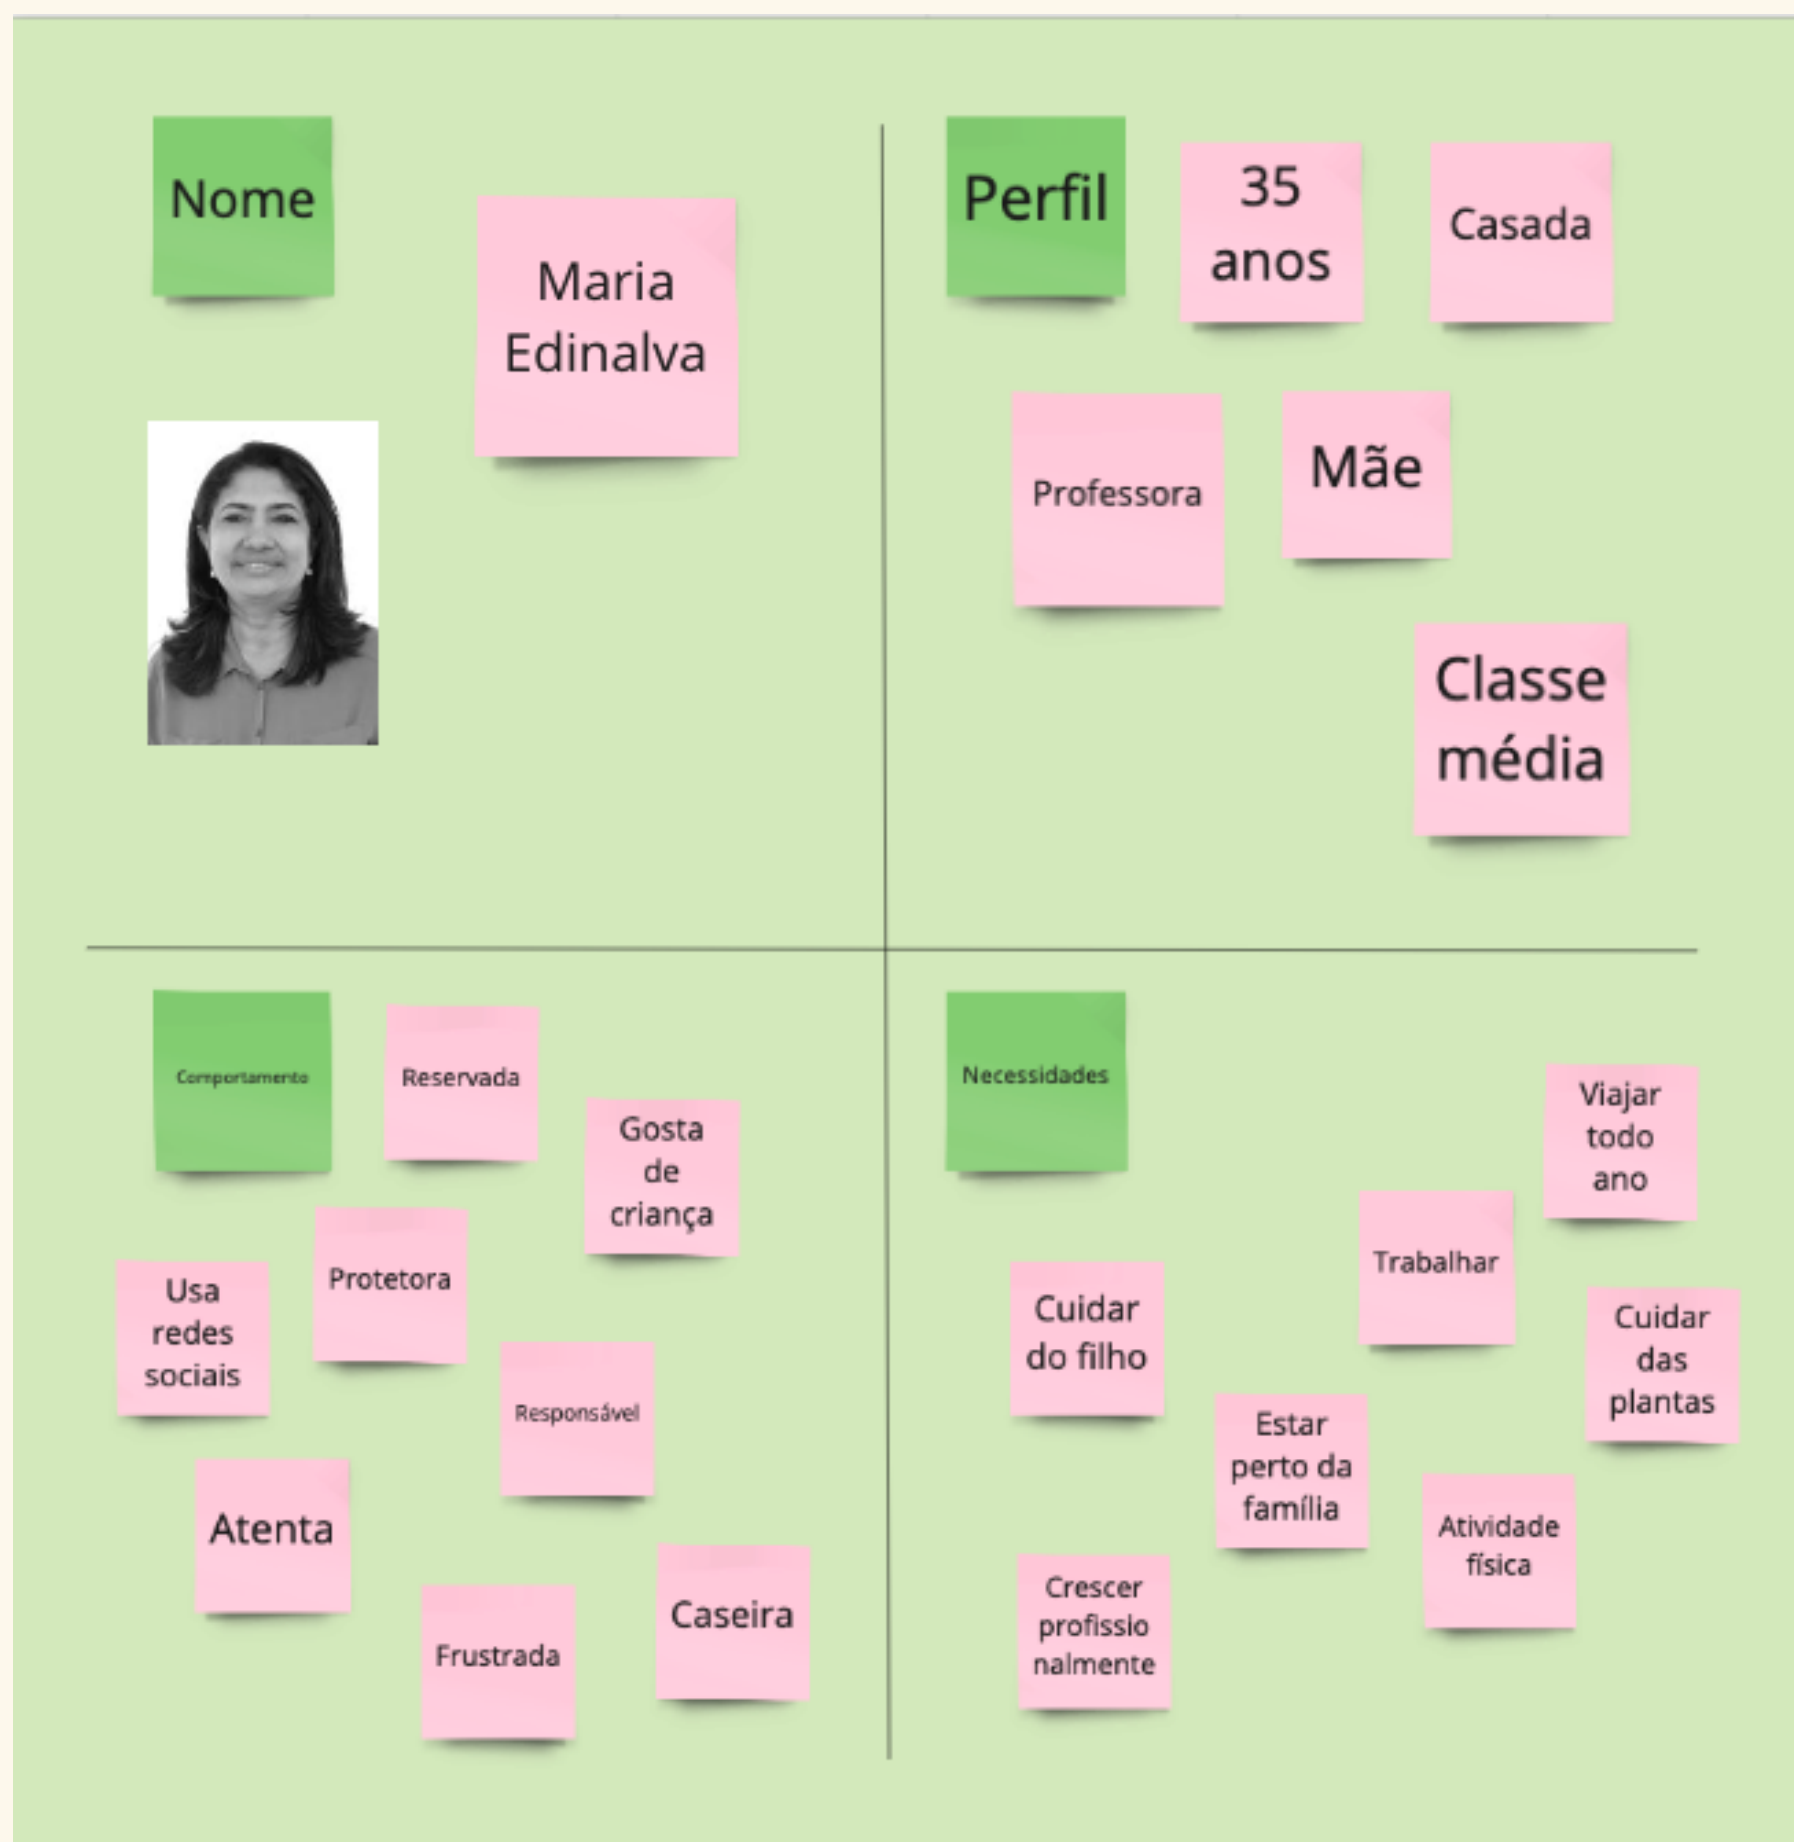 Nome
Maria
Edinalva
Perfil
35
anos
Casada
Professora
Mãe
Classe
média
Comportamento
Reservada
Gosta
de
criança
Protetora
Usa
redes
sociais
Responsável
Atenta
Frustrada
Caseira
Necessidades
Viajar
todo
ano
Trabalhar
Cuidar
do filho
Cuidar
das
plantas
Estar
perto da
família
Atividade
física
Crescer
profissio
nalmente